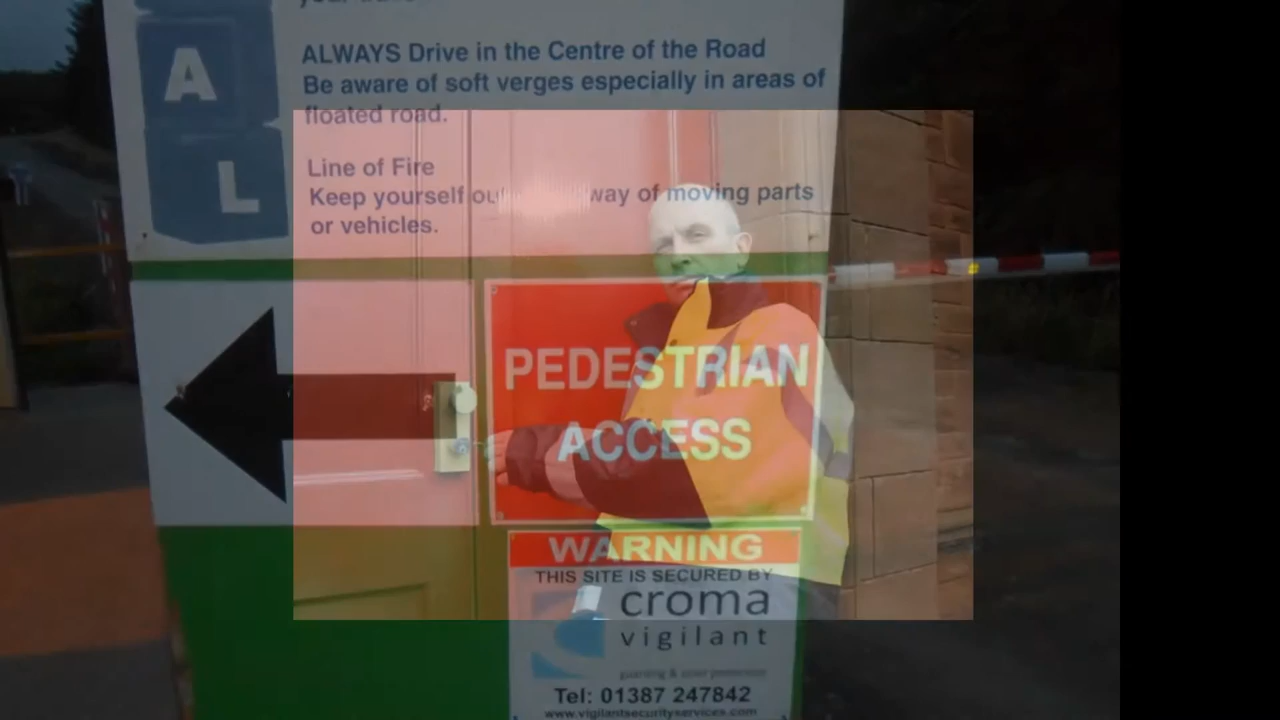 A
ALWAYS Drive in the Centre of the Road
Be aware of soft verges especially in areas of
floated road.
L
Line of Fire
Keep yourself way of moving parts
or vehicles.
PEDESTRIAN
ACCESS
WARNING
THIS SITE IS SECURED BY
croma
vigilant
Tel: 01387 247842
www.vigilantsecurityservices.com